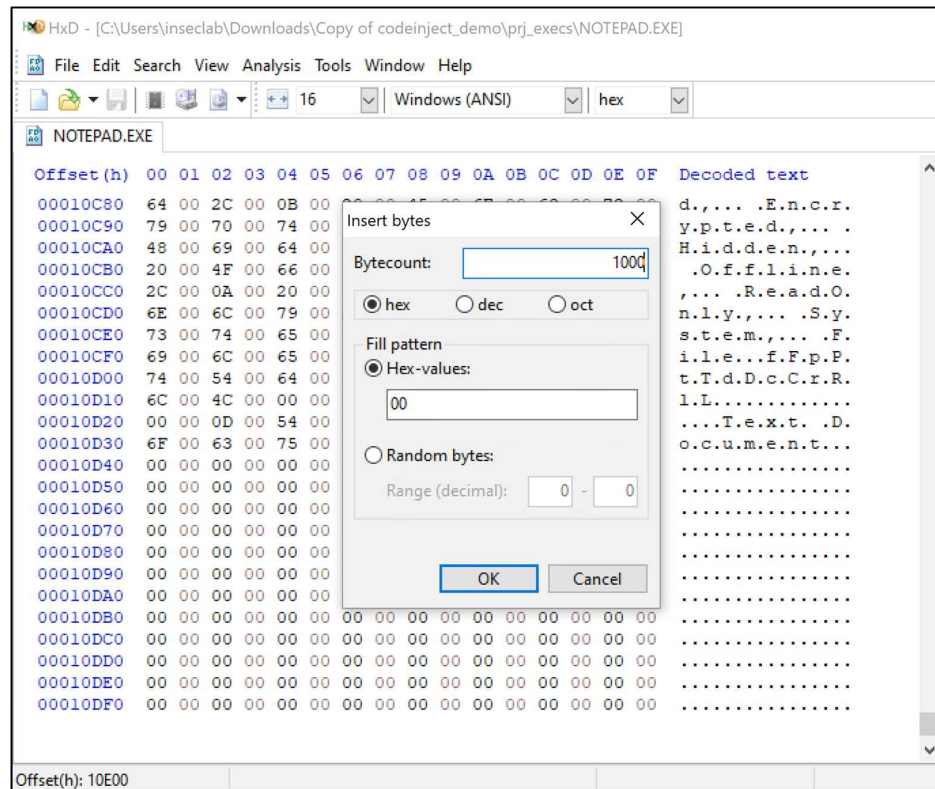 HxD - [C:\Users\inseclab\Downloads\Copy of codeinject_demo\prj_execs\NOTEPAD.EXE]
File Edit Search View Analysis Tools Window Help
16 Windows (ANSI) hex
NOTEPAD.EXE
Offset(h) 00 01 02 03 04 05 06 07 08 09 0A 0B 0C 0D 0E 0F Decoded text
00010C80 64 00 2C 00 0B 00 d.,... .E.n.c.r.
00010C90 79 00 70 00 74 00 y.p.t.e.d.,... .
00010CA0 48 00 69 00 64 00 H.i.d.d.e.n.,...
00010CB0 20 00 4F 00 66 00 .O.f.f.l.i.n.e.
00010CC0 2C 00 0A 00 20 00 ,... .R.e.a.d.O.
00010CD0 6E 00 6C 00 79 00 n.l.y.,... .S.y.
00010CE0 73 00 74 00 65 00 s.t.e.m.,... .F.
00010CF0 69 00 6C 00 65 00 i.l.e...f.F.p.P.
00010D00 74 00 54 00 64 00 t.T.d.D.c.C.r.R.
00010D10 6C 00 4C 00 00 00 l.L.............
00010D20 00 00 0D 00 54 00 ....T.e.x.t. .D.
00010D30 6F 00 63 00 75 00 o.c.u.m.e.n.t...
00010D40 00 00 00 00 00 00 ................
00010D50 00 00 00 00 00 00 ................
00010D60 00 00 00 00 00 00 ................
00010D70 00 00 00 00 00 00 ................
00010D80 00 00 00 00 00 00 ................
00010D90 00 00 00 00 00 00 ................
00010DA0 00 00 00 00 00 00 ................
00010DB0 00 00 00 00 00 00 00 00 00 00 00 00 00 00 00 00 ................
00010DC0 00 00 00 00 00 00 00 00 00 00 00 00 00 00 00 00 ................
00010DD0 00 00 00 00 00 00 00 00 00 00 00 00 00 00 00 00 ................
00010DE0 00 00 00 00 00 00 00 00 00 00 00 00 00 00 00 00 ................
00010DF0 00 00 00 00 00 00 00 00 00 00 00 00 00 00 00 00 ................
Insert bytes
Bytecount: 1000
hex dec oct
Fill pattern
Hex-values:
00
Random bytes:
Range (decimal): 0 - 0
OK Cancel
Offset(h): 10E00